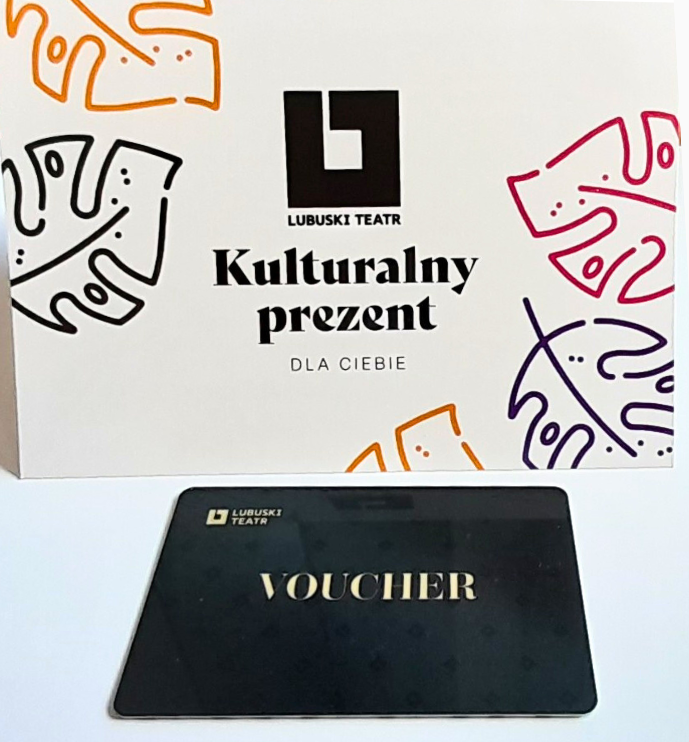 LUBUSKI TEATR
Kulturalny
prezent
DLA CIEBIE
LUBUSKI
TEATR
VOUCHER